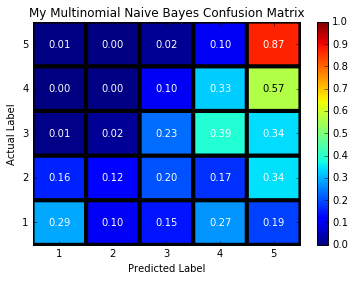 My Multinomial Naive Bayes Confusion Matrix
Actual Label
5 0.01 0.00 0.02 0.10 0.87
4 0.00 0.00 0.10 0.33 0.57
3 0.01 0.02 0.23 0.39 0.34
2 0.16 0.12 0.20 0.17 0.34
1 0.29 0.10 0.15 0.27 0.19
1 2 3 4 5
Predicted Label
1.0
0.9
0.8
0.7
0.6
0.5
0.4
0.3
0.2
0.1
0.0